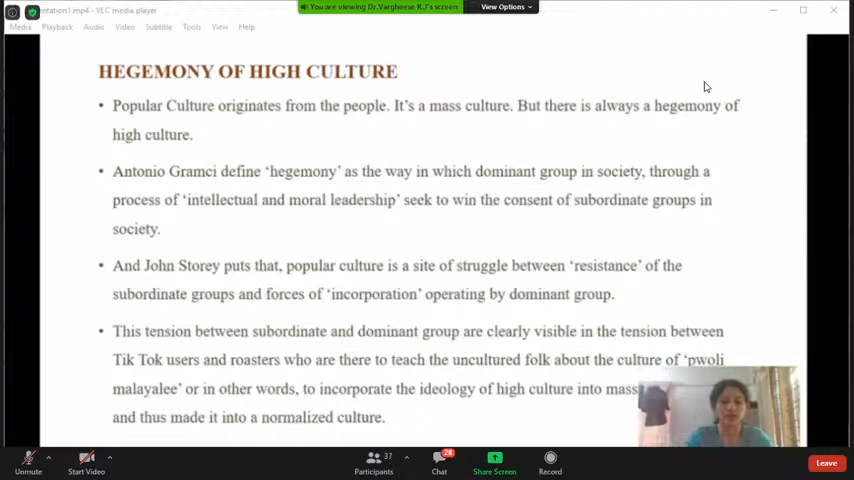 ntation1.mp4 - VLC media player
You are viewing Dr.Vargheese K.J's screen
View Options
Media Playback Audio Video Subtitle Tools View Help
HEGEMONY OF HIGH CULTURE
• Popular Culture originates from the people. It's a mass culture. But there is always a hegemony of
high culture.
• Antonio Gramci define 'hegemony' as the way in which dominant group in society, through a
process of 'intellectual and moral leadership' seek to win the consent of subordinate groups in
society.
• And John Storey puts that, popular culture is a site of struggle between 'resistance' of the
subordinate groups and forces of 'incorporation' operating by dominant group.
• This tension between subordinate and dominant group are clearly visible in the tension between
Tik Tok users and roasters who are there to teach the uncultured folk about the culture of 'pwoli
malayalee' or in other words, to incorporate the ideology of high culture into mass
and thus made it into a normalized culture.
37
28
Unmute Start Video Participants Chat Share Screen Record Leave